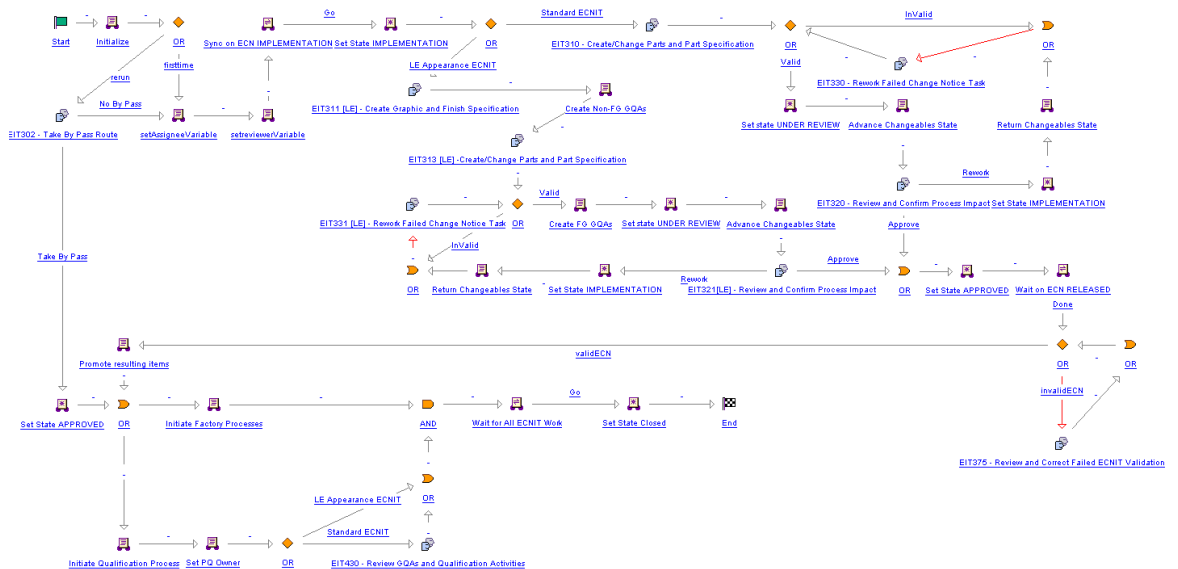 Go
Standard ECNIT
InValid
Start
Initialize
OR
Sync on ECN IMPLEMENTATION
Set State IMPLEMENTATION
OR
EIT310 - Create/Change Parts and Part Specification
OR
OR
firsttime
LE Appearance ECNIT
Valid
rerun
EIT330 - Rework Failed Change Notice Task
No By Pass
EIT311 [LE] - Create Graphic and Finish Specification
Create Non-FG GQAs
Set state UNDER REVIEW
Advance Changeables State
Return Changeables State
EIT302 - Take By Pass Route
setAssigneeVariable
setreviewerVariable
EIT313 [LE] -Create/Change Parts and Part Specification
Rework
Valid
EIT320 - Review and Confirm Process Impact
Set State IMPLEMENTATION
EIT331 [LE] - Rework Failed Change Notice Task
OR
Create FG GQAs
Set state UNDER REVIEW
Advance Changeables State
Approve
InValid
Take By Pass
Approve
Rework
OR
Return Changeables State
Set State IMPLEMENTATION
EIT321[LE] - Review and Confirm Process Impact
OR
Set State APPROVED
Wait on ECN RELEASED
Done
validECN
Promote resulting items
OR
OR
invalidECN
Go
Set State APPROVED
OR
Initiate Factory Processes
AND
Wait for All ECNIT Work
Set State Closed
End
EIT375 - Review and Correct Failed ECNIT Validation
LE Appearance ECNIT
OR
Standard ECNIT
Initiate Qualification Process
Set PQ Owner
OR
EIT430 - Review GQAs and Qualification Activities